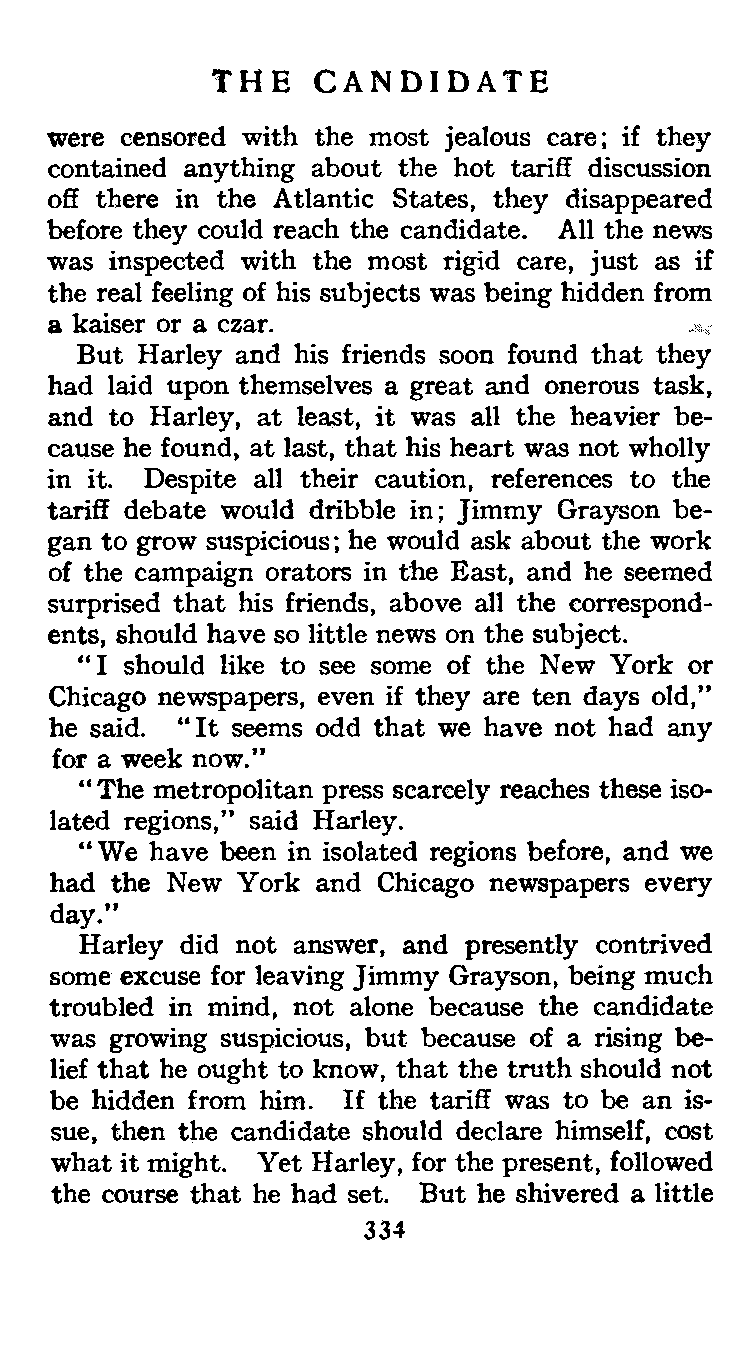 THE CANDIDATE
were censored with the most jealous care; if they
contained anything about the hot tariff discussion
off there in the Atlantic States, they disappeared
before they could reach the candidate. All the news
was inspected with the most rigid care, just as if
the real feeling of his subjects was being hidden from
a kaiser or a czar.
But Harley and his friends soon found that they
had laid upon themselves a great and onerous task,
and to Harley, at least, it was all the heavier be-
cause he found, at last, that his heart was not wholly
in it. Despite all their caution, references to the
tariff debate would dribble in; Jimmy Grayson be-
gan to grow suspicious; he would ask about the work
of the campaign orators in the East, and he seemed
surprised that his friends, above all the correspond-
ents, should have so little news on the subject.
"I should like to see some of the New York or
Chicago newspapers, even if they are ten days old,"
he said. "It seems odd that we have not had any
for a week now."
"The metropolitan press scarcely reaches these iso-
lated regions," said Harley.
"We have been in isolated regions before, and we
had the New York and Chicago newspapers every
day."
Harley did not answer, and presently contrived
some excuse for leaving Jimmy Grayson, being much
troubled in mind, not alone because the candidate
was growing suspicious, but because of a rising be-
lief that he ought to know, that the truth should not
be hidden from him. If the tariff was to be an is-
sue, then the candidate should declare himself, cost
what it might. Yet Harley, for the present, followed
the course that he had set. But he shivered a little
334